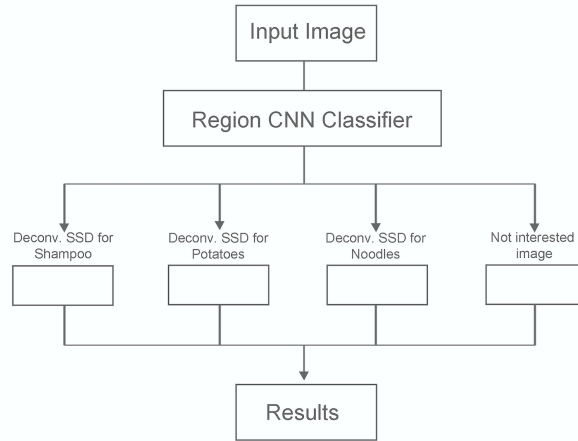 Input Image
Region CNN Classifier
Deconv. SSD for
Shampoo
Deconv. SSD for
Potatoes
Deconv. SSD for
Noodles
Not interested
image
Results